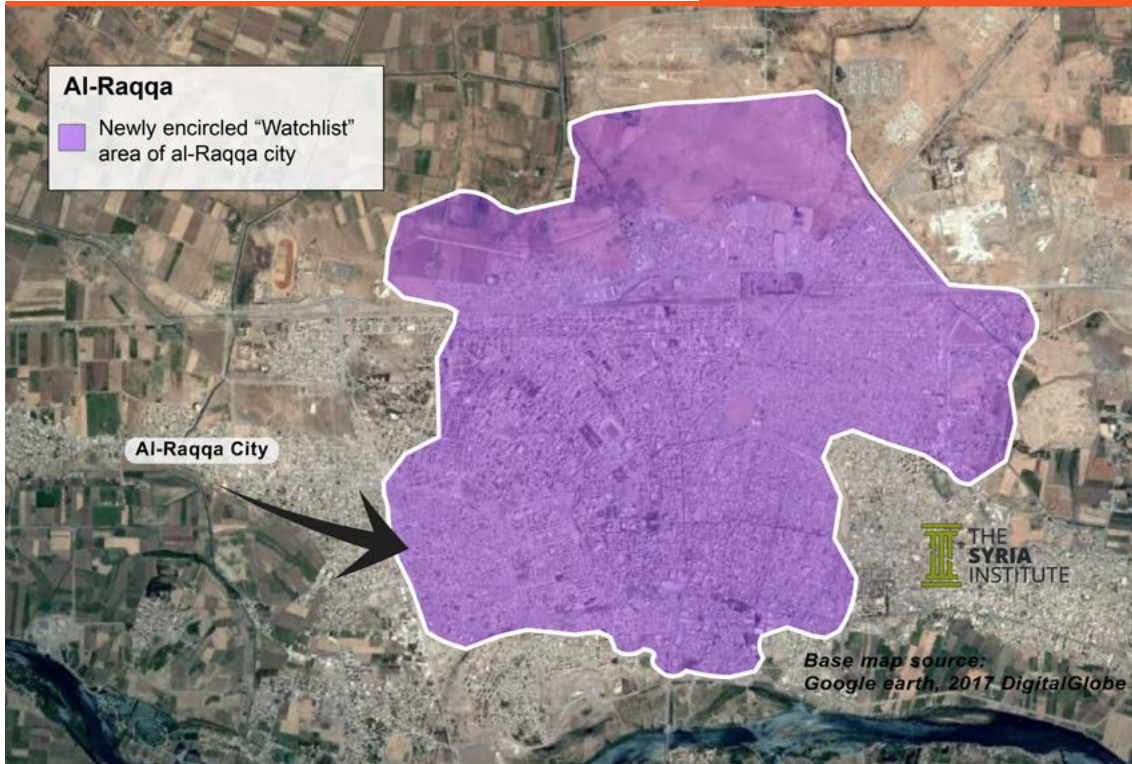 Al-Raqqa
Newly encircled “Watchlist”
area of al-Raqqa city
Al-Raqqa City
THE
SYRIA
INSTITUTE
Base map source:
Google earth, 2017 DigitalGlobe